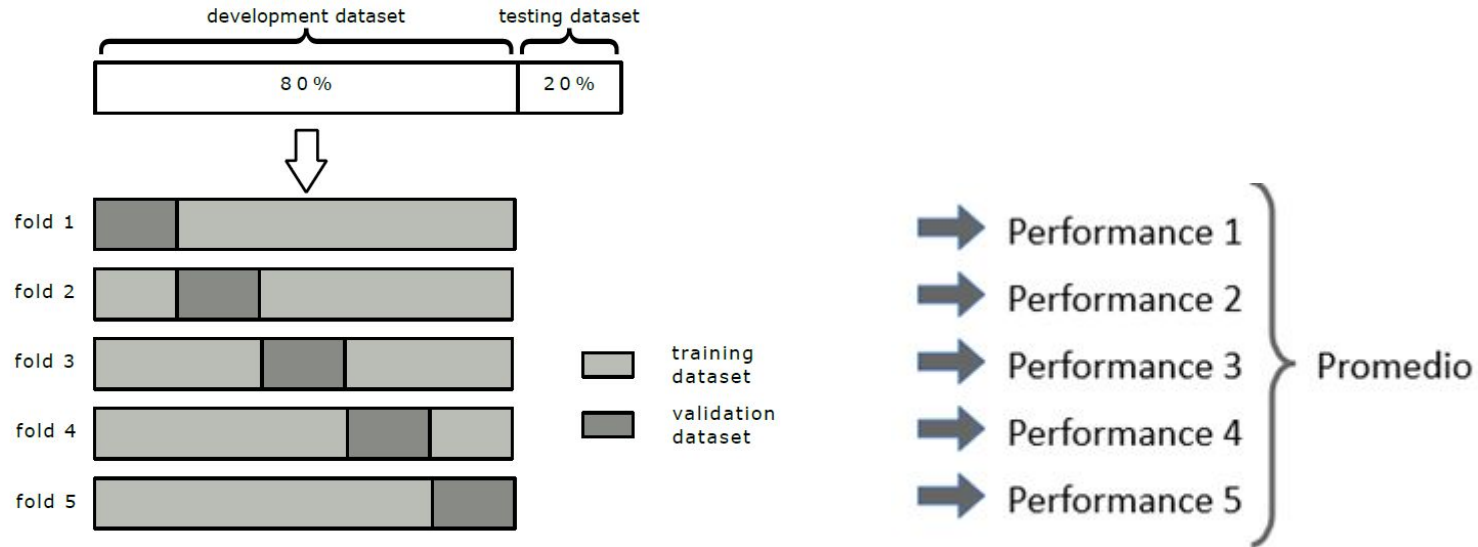 development dataset
testing dataset
80%
20%
fold 1
fold 2
fold 3
fold 4
fold 5
training
dataset
validation
dataset
Performance 1
Performance 2
Performance 3
Performance 4
Performance 5
Promedio